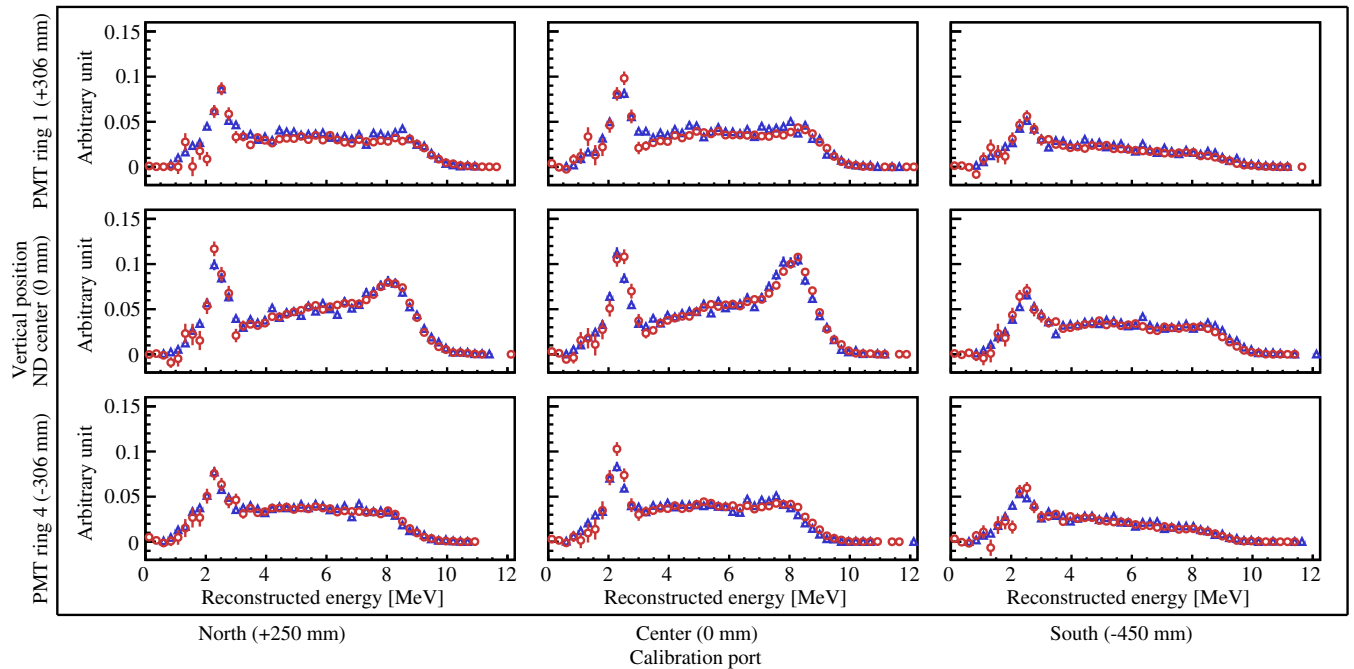 PMT ring 1 (+306 mm)
Arbitrary unit
0.15
0.1
0.05
0
Vertical position
ND center (0 mm)
Arbitrary unit
0.15
0.1
0.05
0
PMT ring 4 (-306 mm)
Arbitrary unit
0.15
0.1
0.05
0
0 2 4 6 8 10 12 0 2 4 6 8 10 12 0 2 4 6 8 10 12
Reconstructed energy [MeV] Reconstructed energy [MeV] Reconstructed energy [MeV]
North (+250 mm) Center (0 mm) South (-450 mm)
Calibration port